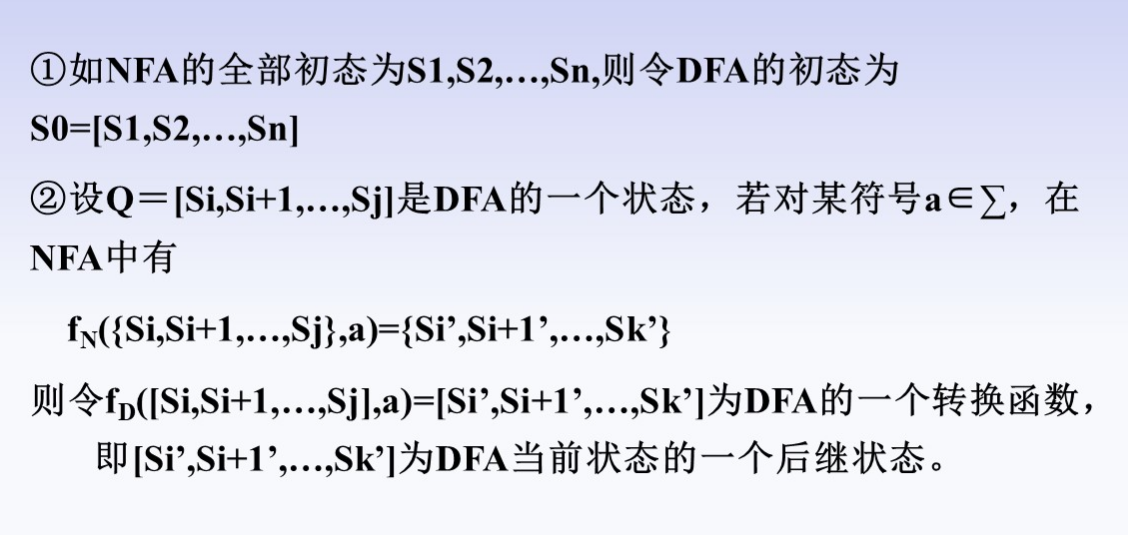 ①如NFA的全部初态为S1,S2,…,Sn,则令DFA的初态为
S0=[S1,S2,…,Sn]
②设Q＝[Si,Si+1,…,Sj]是DFA的一个状态，若对某符号a∈∑，在
NFA中有
fN({Si,Si+1,…,Sj},a)={Si’,Si+1’,…,Sk’}
则令fD([Si,Si+1,…,Sj],a)=[Si’,Si+1’,…,Sk’]为DFA的一个转换函数，
即[Si’,Si+1’,…,Sk’]为DFA当前状态的一个后继状态。